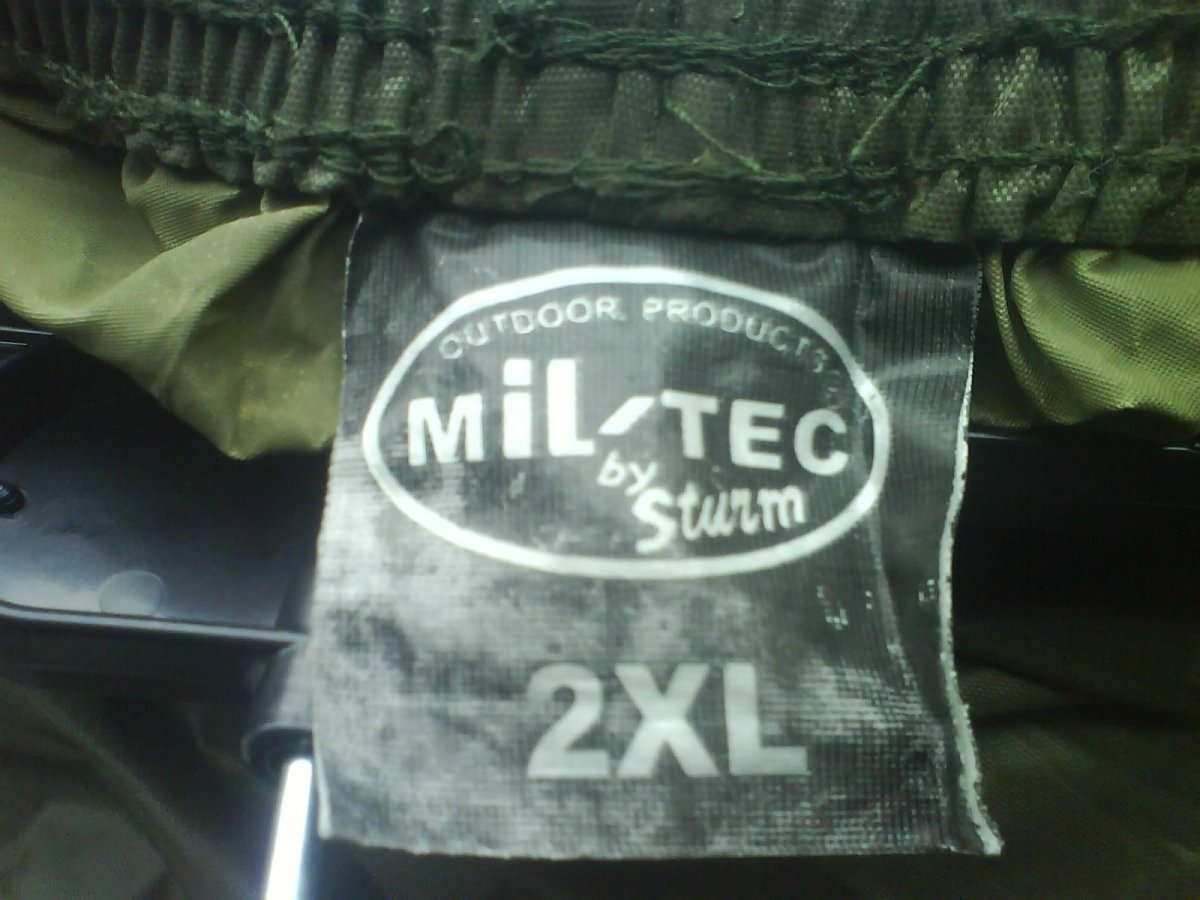 OUTDOOR PRODUCTS
MiL-TEC
by
Sturm
2XL